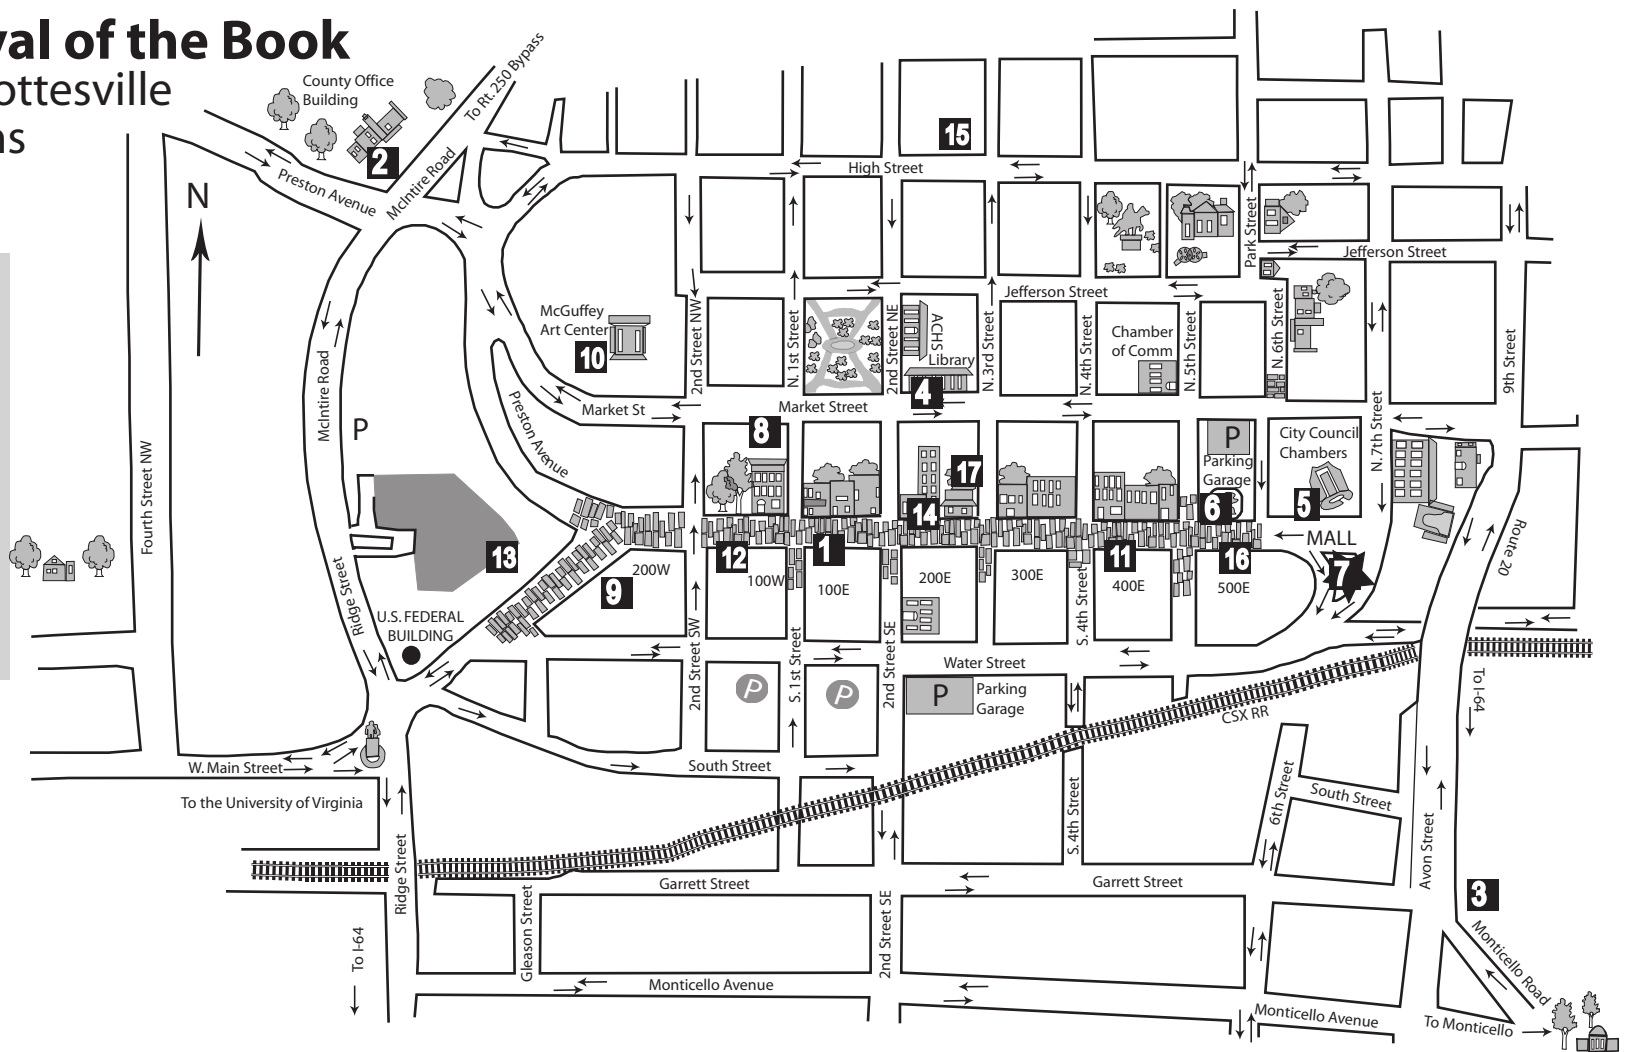 val of the Book
ottesville
ns
County Office
Building
To Rt. 250 Bypass
2
15
Preston Avenue
McIntire Road
High Street
N
Park Street
Jefferson Street
Jefferson Street
McGuffey
Art Center
10
2nd Street NW
N. 1st Street
2nd Street NE
ACHS
Library
4
N. 3rd Street
N. 4th Street
Chamber
of Comm
N. 5th Street
N. 6th Street
9th Street
McIntire Road
P
Preston Avenue
Market St
Market Street
8
17
14
P
Parking
Garage
6
City Council
Chambers
5
N. 7th Street
Fourth Street NW
13
12
1
11
16
MALL
7
Route 20
200W
9
100W
100E
200E
300E
S. 4th Street
400E
500E
Ridge Street
U.S. FEDERAL
BUILDING
2nd Street SW
S. 1st Street
2nd Street SE
Water Street
P
P
P
Parking
Garage
CSX RR
To I-64
W. Main Street
South Street
To the University of Virginia
S. 4th Street
6th Street
South Street
Ridge Street
Avon Street
Garrett Street
Garrett Street
3
Gleason Street
2nd Street SE
To I-64
Monticello Avenue
Monticello Road
Monticello Avenue
To Monticello